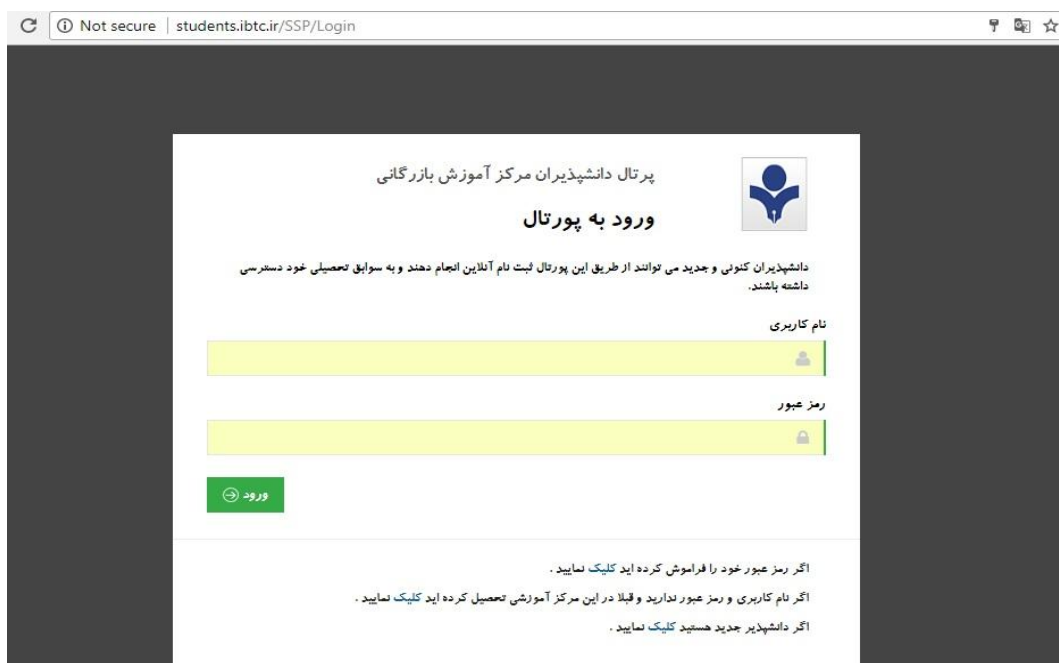 Not secure | students.ibtc.ir/SSP/Login
پرتال دانشپذیران مرکز آموزش بازرگانی
ورود به پورتال
دانشپذیران کنونی و جدید می توانند از طریق این پورتال ثبت نام آنلاین انجام دهند و به سوابق تحصیلی خود دسترسی
داشته باشند.
نام کاربری
رمز عبور
ورود
اگر رمز عبور خود را فراموش کرده اید کلیک نمایید .
اگر نام کاربری و رمز عبور ندارید و قبلا در این مرکز آموزشی تحصیل کرده اید کلیک نمایید .
اگر دانشپذیر جدید هستید کلیک نمایید .